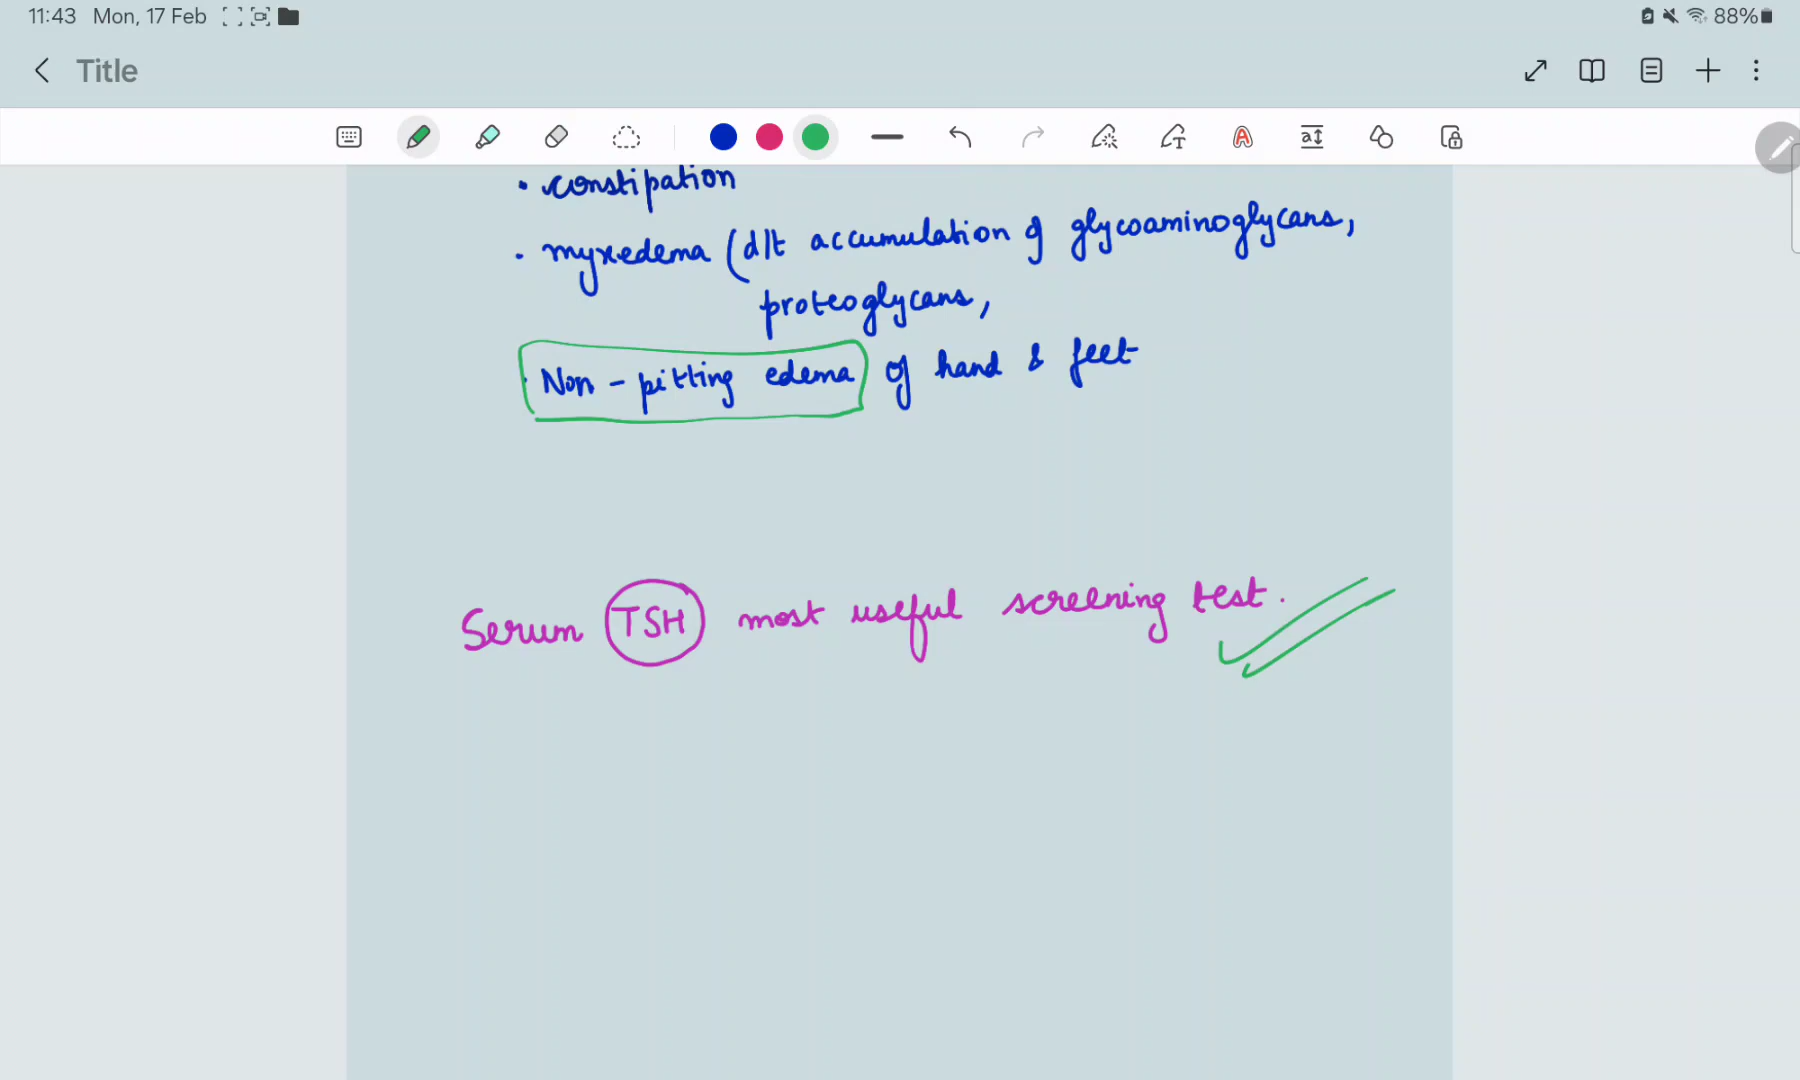 11:43 Mon, 17 Feb 88%
Title
• constipation
• myxedema (d/t accumulation of glycoaminoglycans,
proteoglycans,
• Non - pitting edema of hand & feet
Serum TSH most useful screening test.